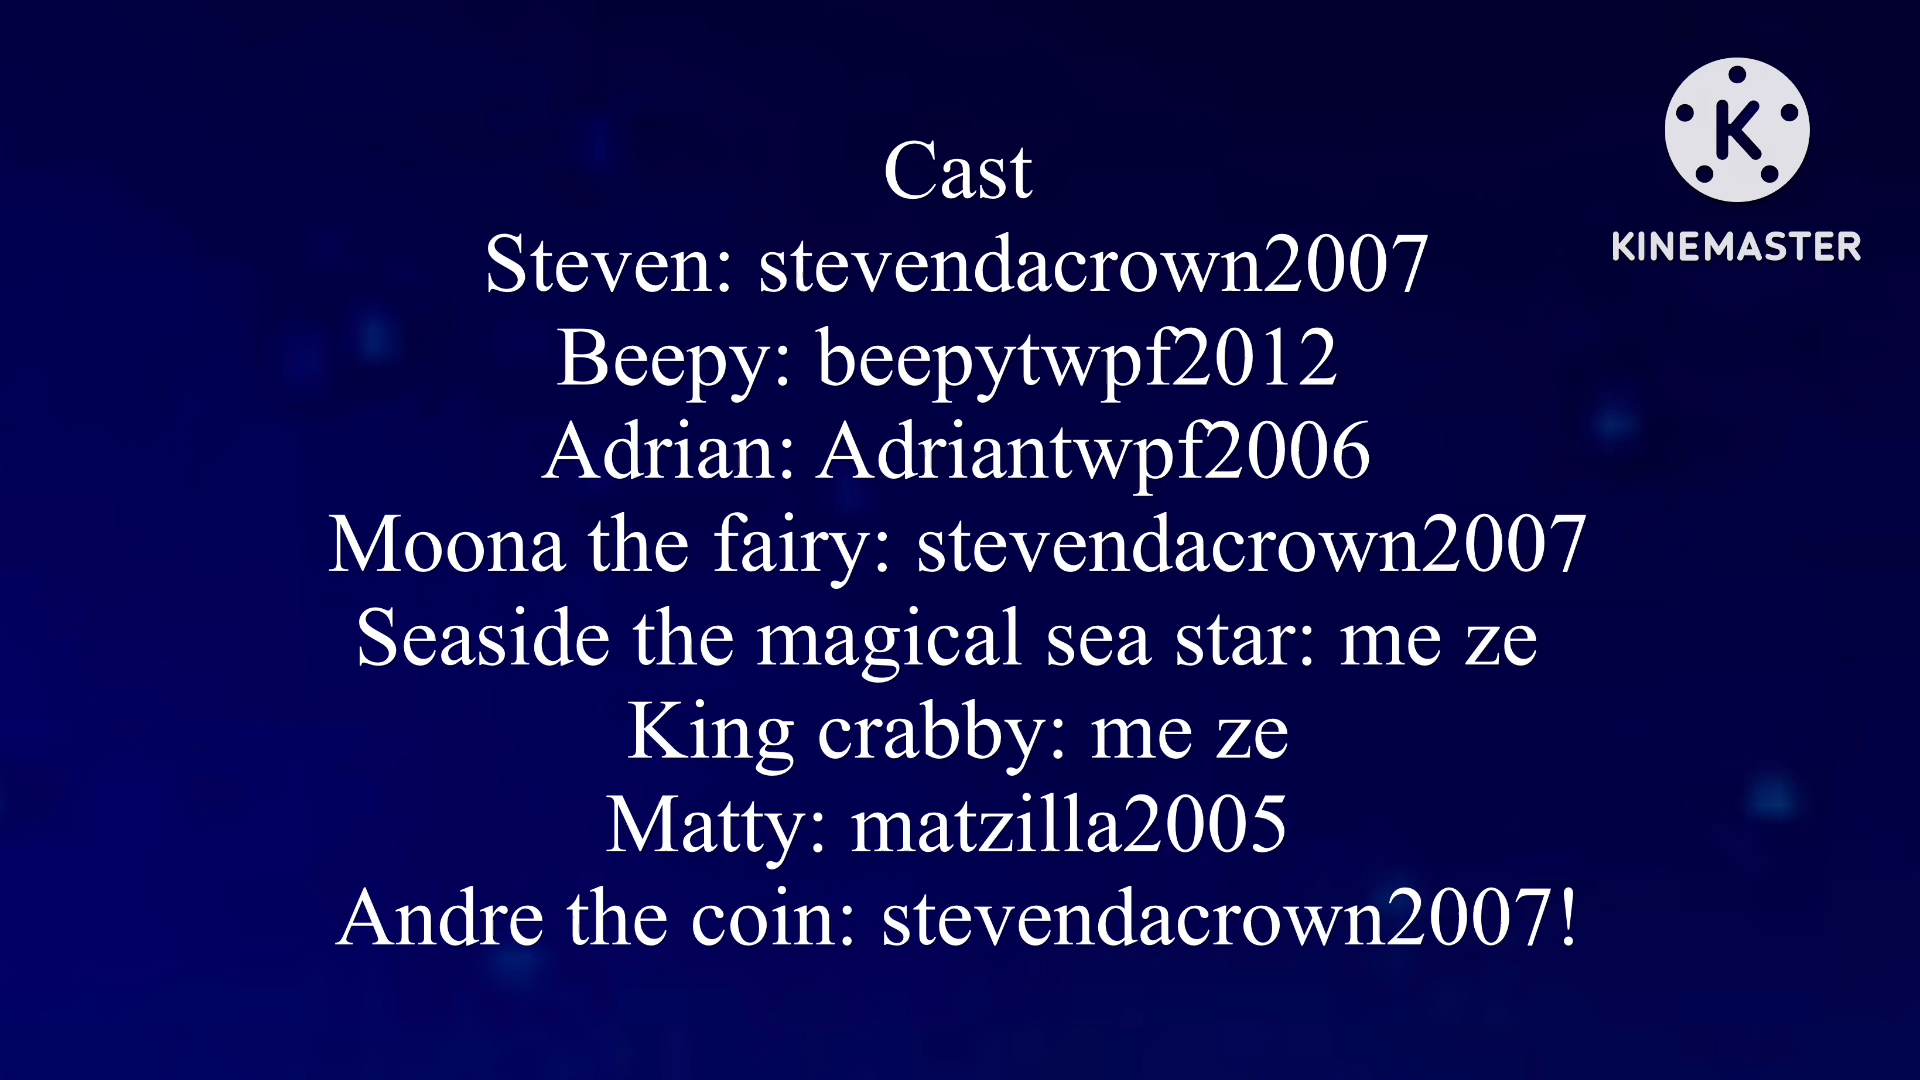 Cast
Steven: stevendacrown2007
Beepy: beepytwpf2012
Adrian: Adriantwpf2006
Moona the fairy: stevendacrown2007
Seaside the magical sea star: me ze
King crabby: me ze
Matty: matzilla2005
Andre the coin: stevendacrown2007!
K
KINEMASTER